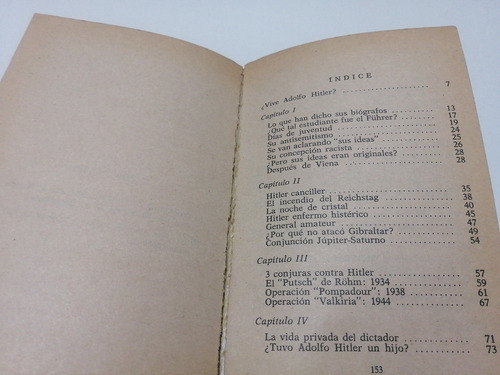 INDICE
¿Vive Adolfo Hitler? ........ 7
Capítulo I
Lo que han dicho sus biógrafos ........ 13
¿Qué tal estudiante fue el Führer? ........ 17
Días de juventud ........ 19
Su antisemitismo ........ 24
Se van aclarando "sus ideas" ........ 25
Su concepción racista ........ 26
¿Pero sus ideas eran originales? ........ 28
Después de Viena ........ 28
Capítulo II
Hitler canciller ........ 35
El incendio del Reichstag ........ 38
La noche de cristal ........ 40
Hitler enfermo histérico ........ 45
General amateur ........ 47
¿Por qué no atacó Gibraltar? ........ 49
Conjunción Júpiter-Saturno ........ 54
Capítulo III
3 conjuras contra Hitler ........ 57
El "Putsch" de Röhm: 1934 ........ 59
Operación "Pompadour": 1938 ........ 61
Operación "Valkiria": 1944 ........ 67
Capítulo IV
La vida privada del dictador ........ 71
¿Tuvo Adolfo Hitler un hijo? ........ 73
153